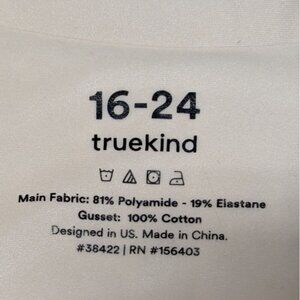 16-24
truekind
Main Fabric: 81% Polyamide - 19% Elastane
Gusset: 100% Cotton
Designed in US. Made in China.
#38422 | RN #156403